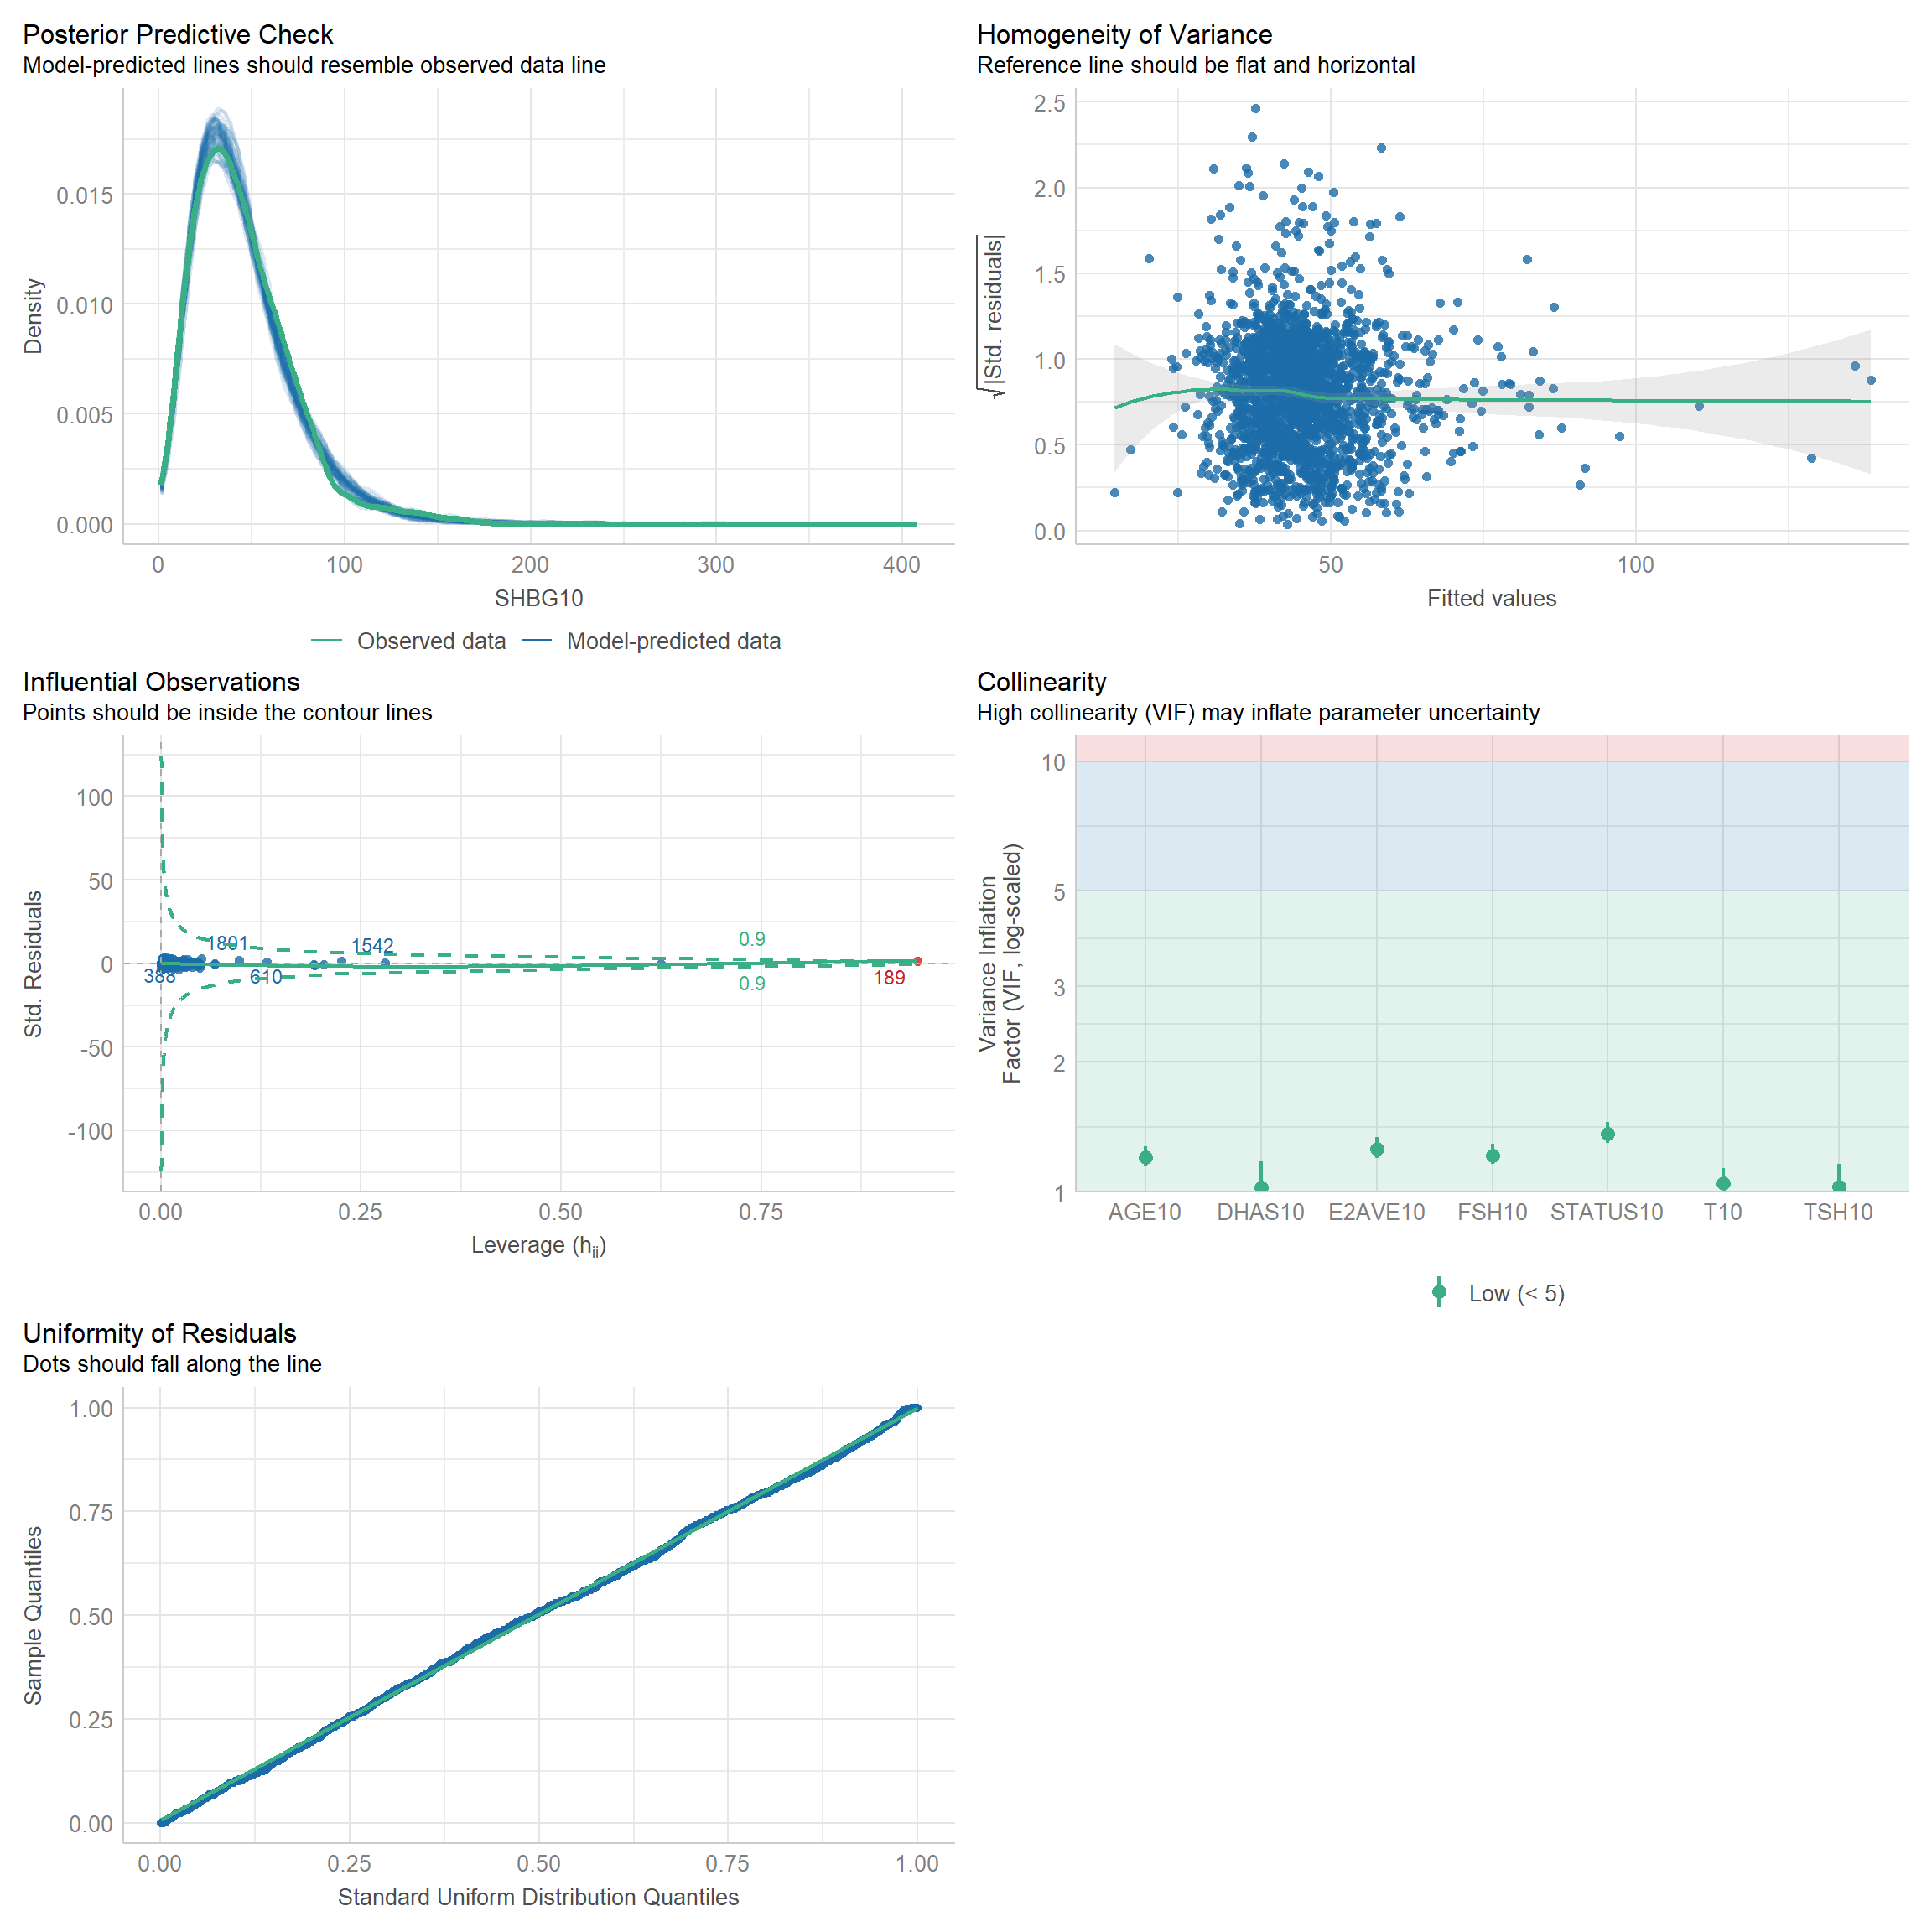 Posterior Predictive Check
Model-predicted lines should resemble observed data line
0.015
0.010
0.005
0.000
Density
0
100
200
300
400
SHBG10
Observed data
Model-predicted data
Homogeneity of Variance
Reference line should be flat and horizontal
2.5
2.0
1.5
1.0
0.5
0.0
√|Std. residuals|
50
100
Fitted values
Influential Observations
Points should be inside the contour lines
100
50
0
-50
-100
Std. Residuals
1801
1542
0.9
388
610
0.9
189
0.00
0.25
0.50
0.75
Leverage (hii)
Collinearity
High collinearity (VIF) may inflate parameter uncertainty
10
5
3
2
1
Variance Inflation
Factor (VIF, log-scaled)
AGE10
DHAS10
E2AVE10
FSH10
STATUS10
T10
TSH10
Low (< 5)
Uniformity of Residuals
Dots should fall along the line
1.00
0.75
0.50
0.25
0.00
Sample Quantiles
0.00
0.25
0.50
0.75
1.00
Standard Uniform Distribution Quantiles